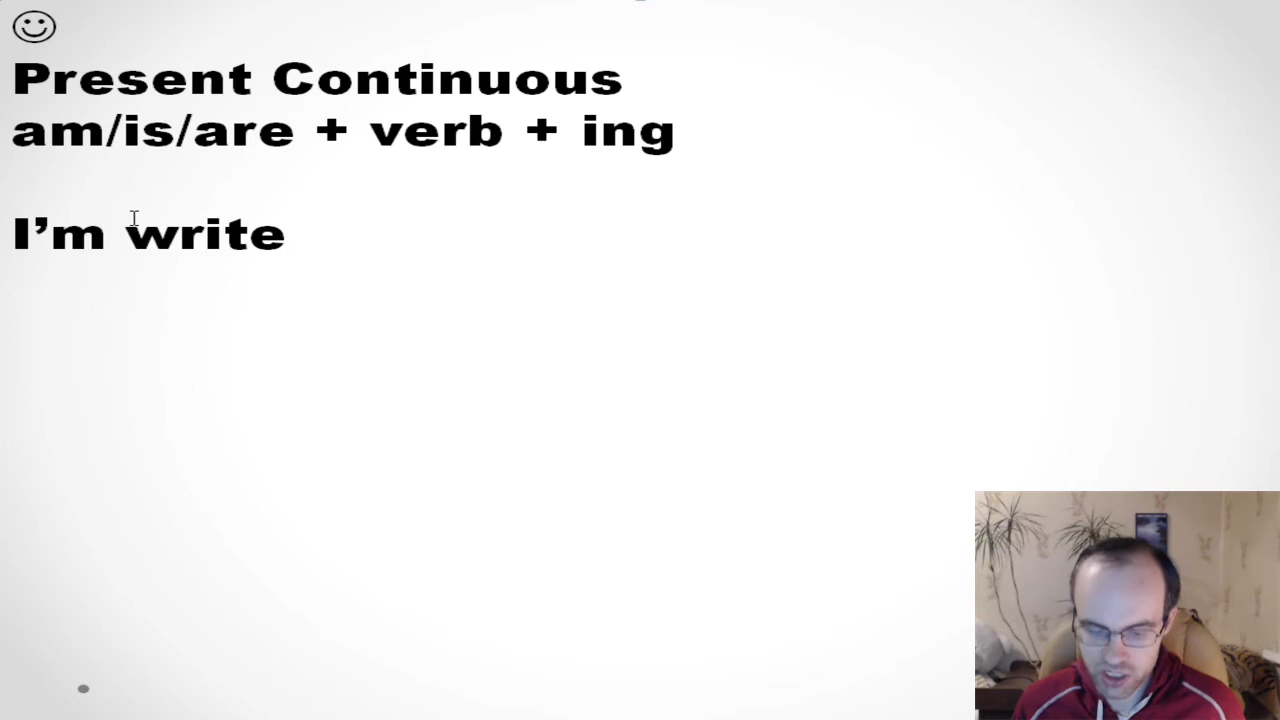 Present Continuous
am/is/are + verb + ing
I’m write